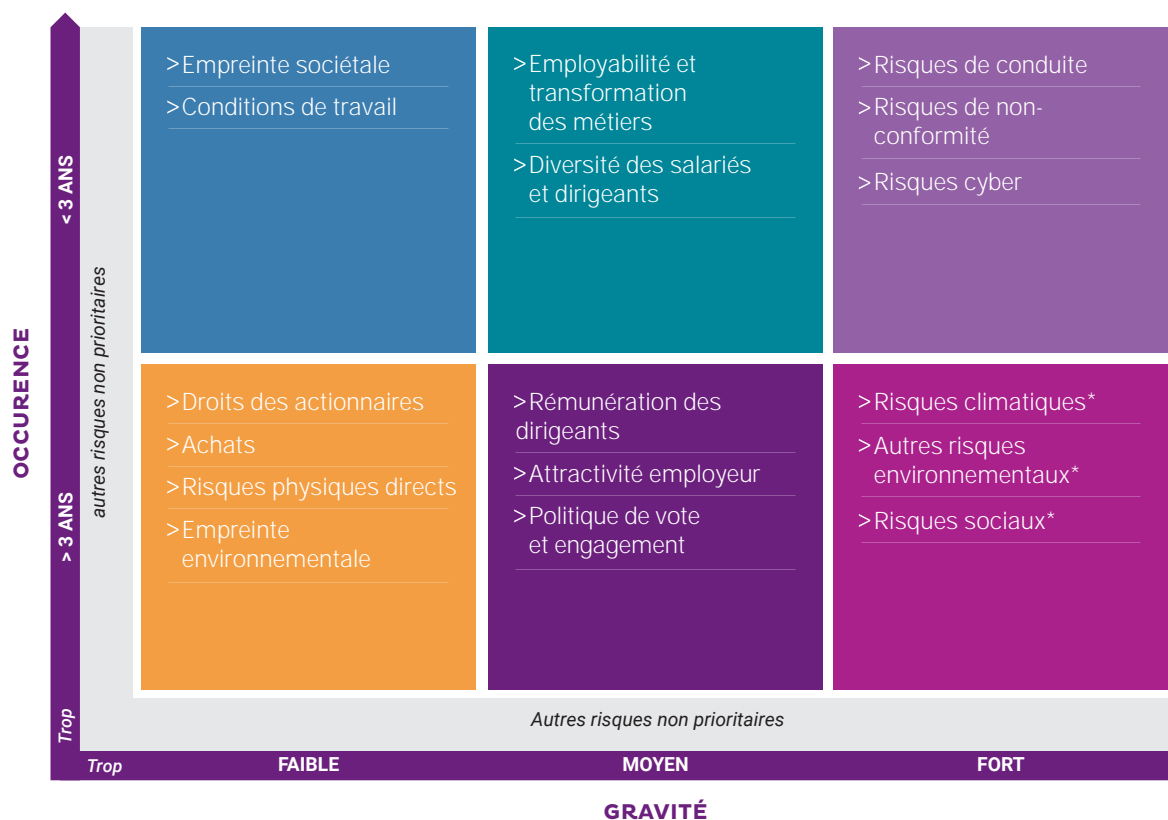 >Empreinte sociétale
>Conditions de travail
>Employabilité et
transformation
des métiers
>Diversité des salariés
et dirigeants
>Risques de conduite
>Risques de non-
conformité
>Risques cyber
< 3 ANS
autres risques non prioritaires
OCCURENCE
>Droits des actionnaires
>Achats
>Risques physiques directs
>Empreinte
environnementale
>Rémunération des
dirigeants
>Attractivité employeur
>Politique de vote
et engagement
>Risques climatiques*
>Autres risques
environnementaux*
>Risques sociaux*
> 3 ANS
Trop
Autres risques non prioritaires
Trop
FAIBLE
MOYEN
FORT
GRAVITÉ